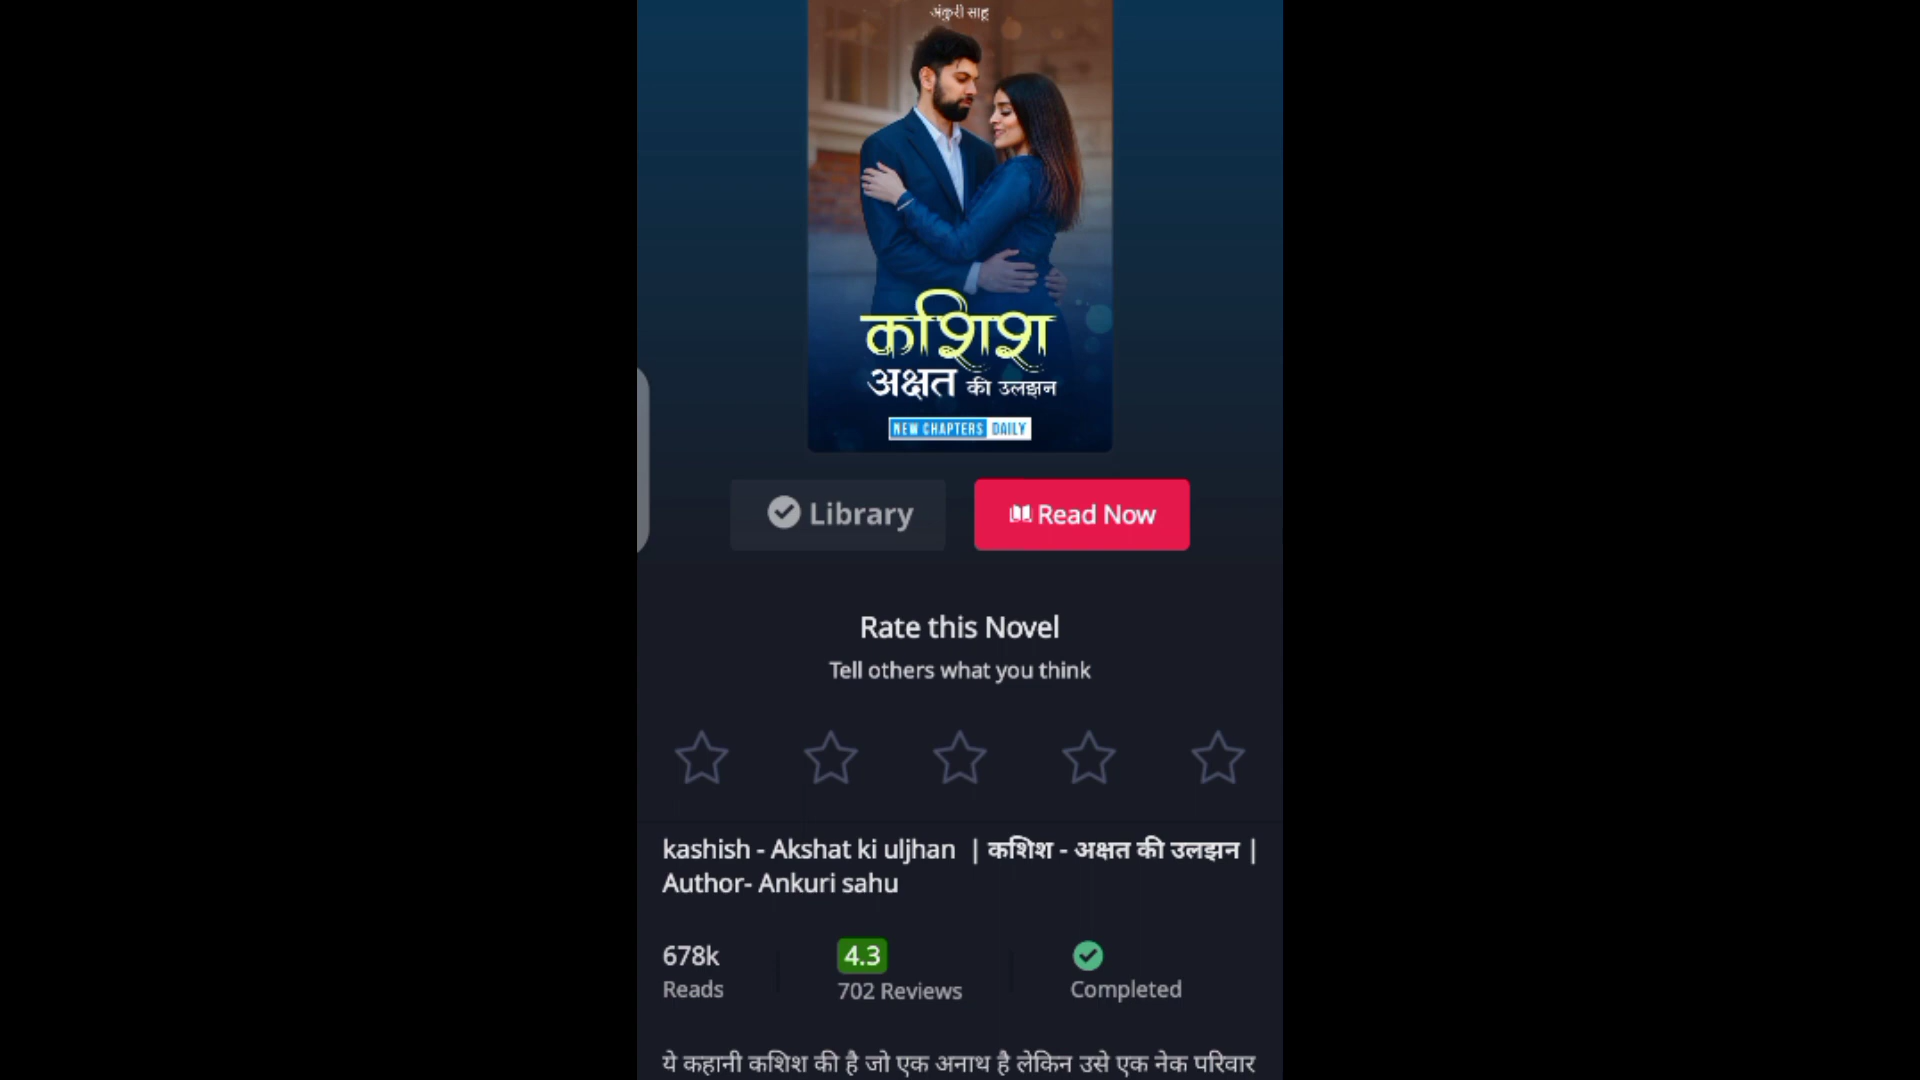 अंकुरी साहू
कशिश
अक्षत की उलझन
NEW CHAPTERS DAILY
Library
Read Now
Rate this Novel
Tell others what you think
kashish - Akshat ki uljhan | कशिश - अक्षत की उलझन |
Author- Ankuri sahu
678k
4.3
Reads
702 Reviews
Completed
ये कहानी कशिश की है जो एक अनाथ है लेकिन उसे एक नेक परिवार